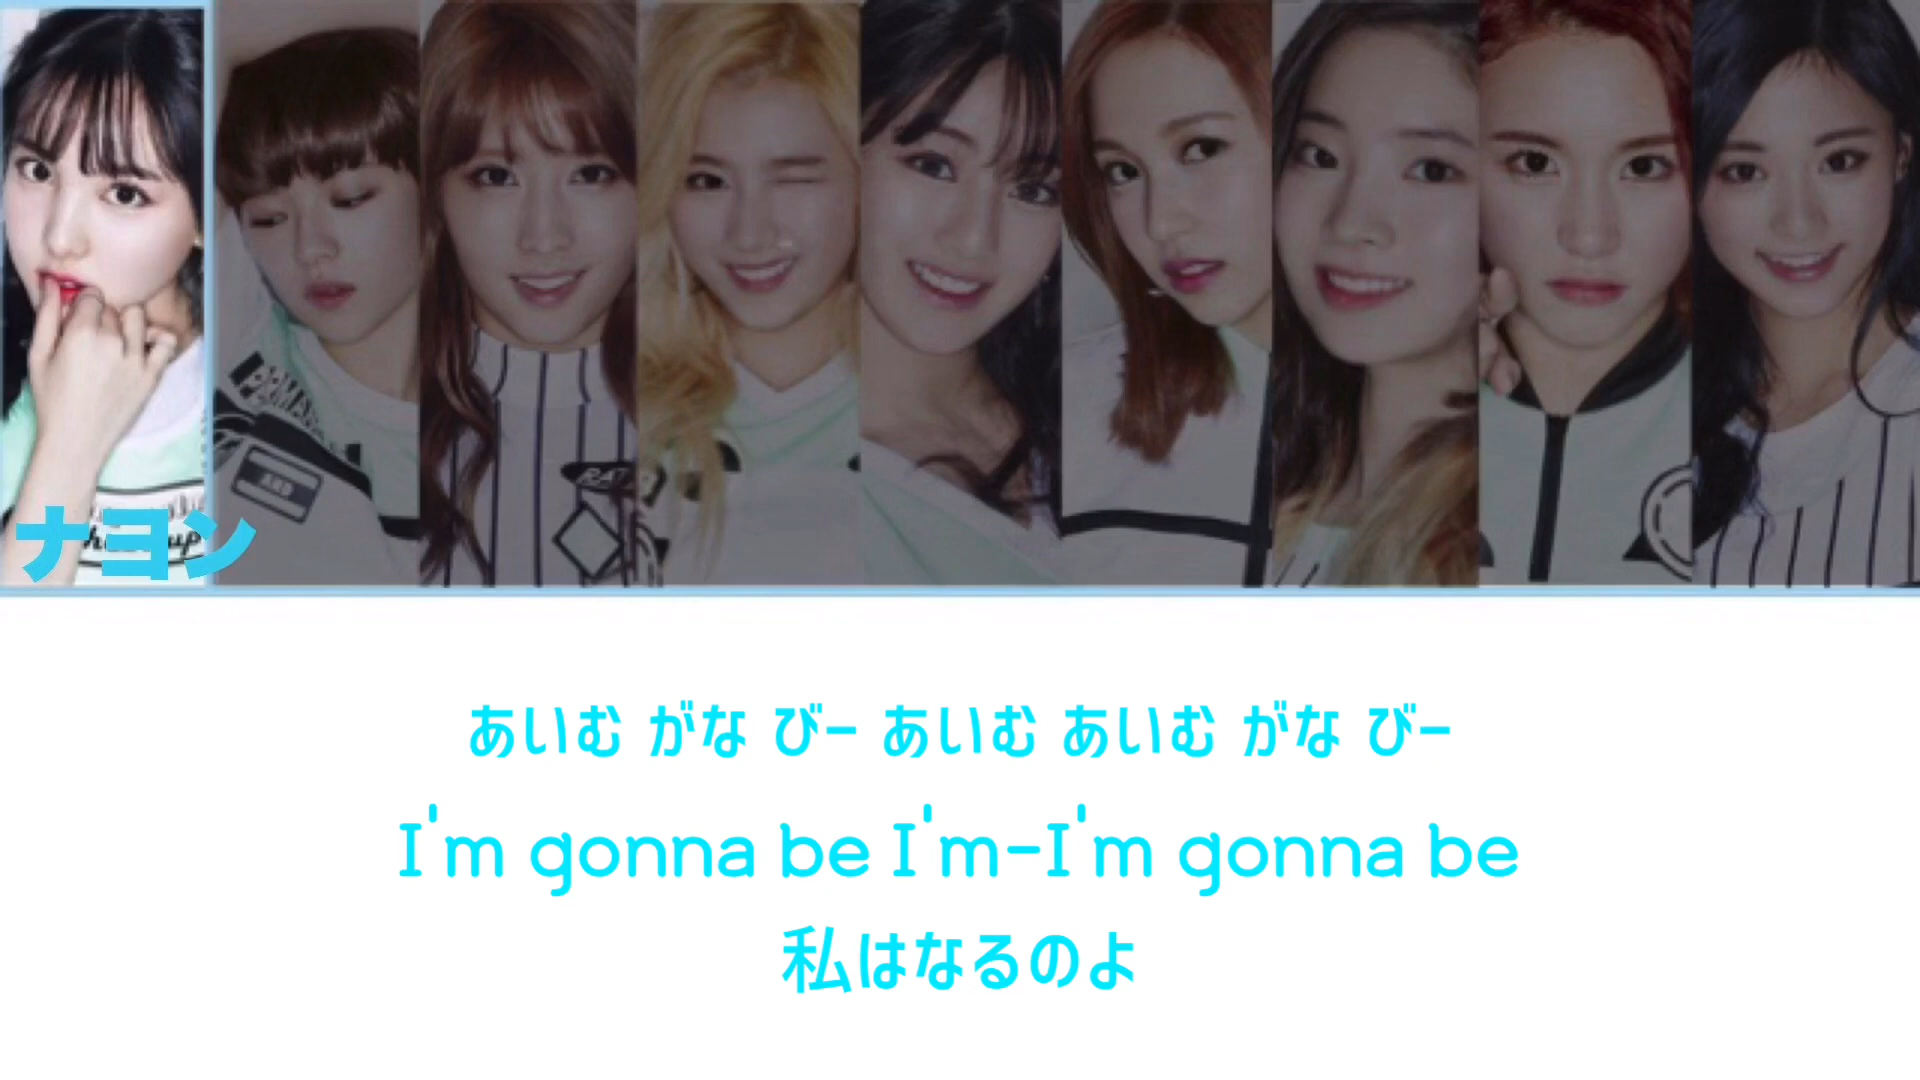 ナヨン
あいむ がな びー あいむ あいむ がな びー
I'm gonna be I'm-I'm gonna be
私はなるのよ